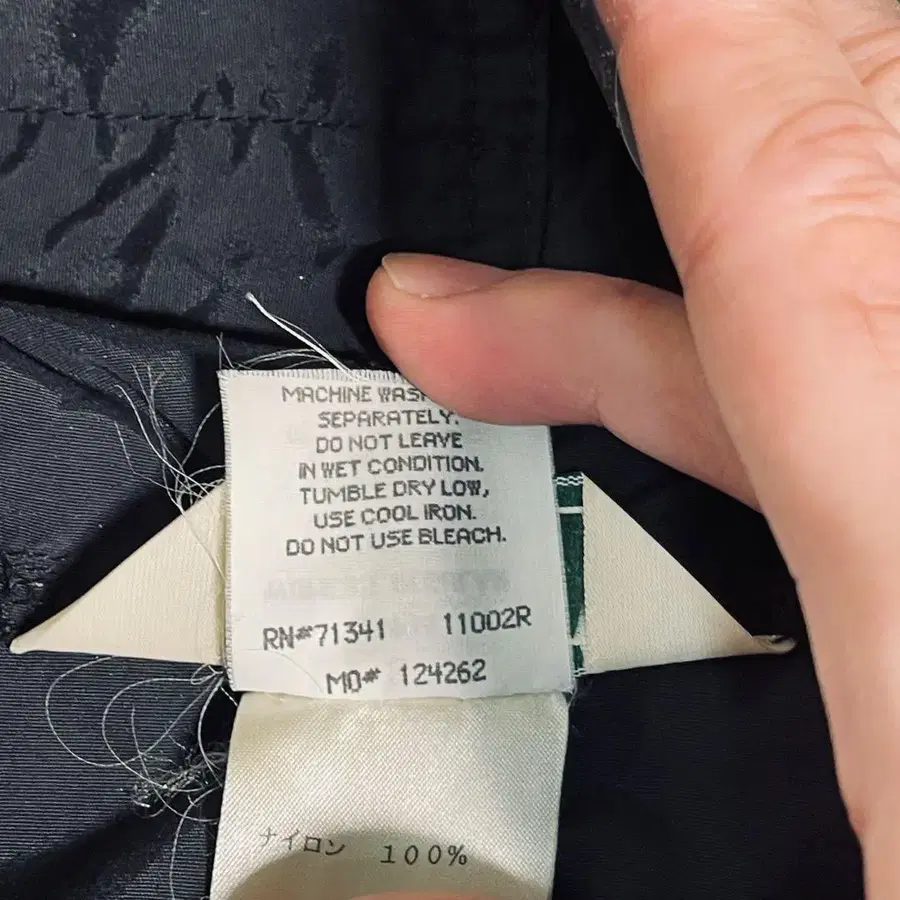 MACHINE WASH
SEPARATELY.
DO NOT LEAVE
IN WET CONDITION.
TUMBLE DRY LOW,
USE COOL IRON.
DO NOT USE BLEACH.
RN#71341 11002R
MO# 124262
ナイロン 100%